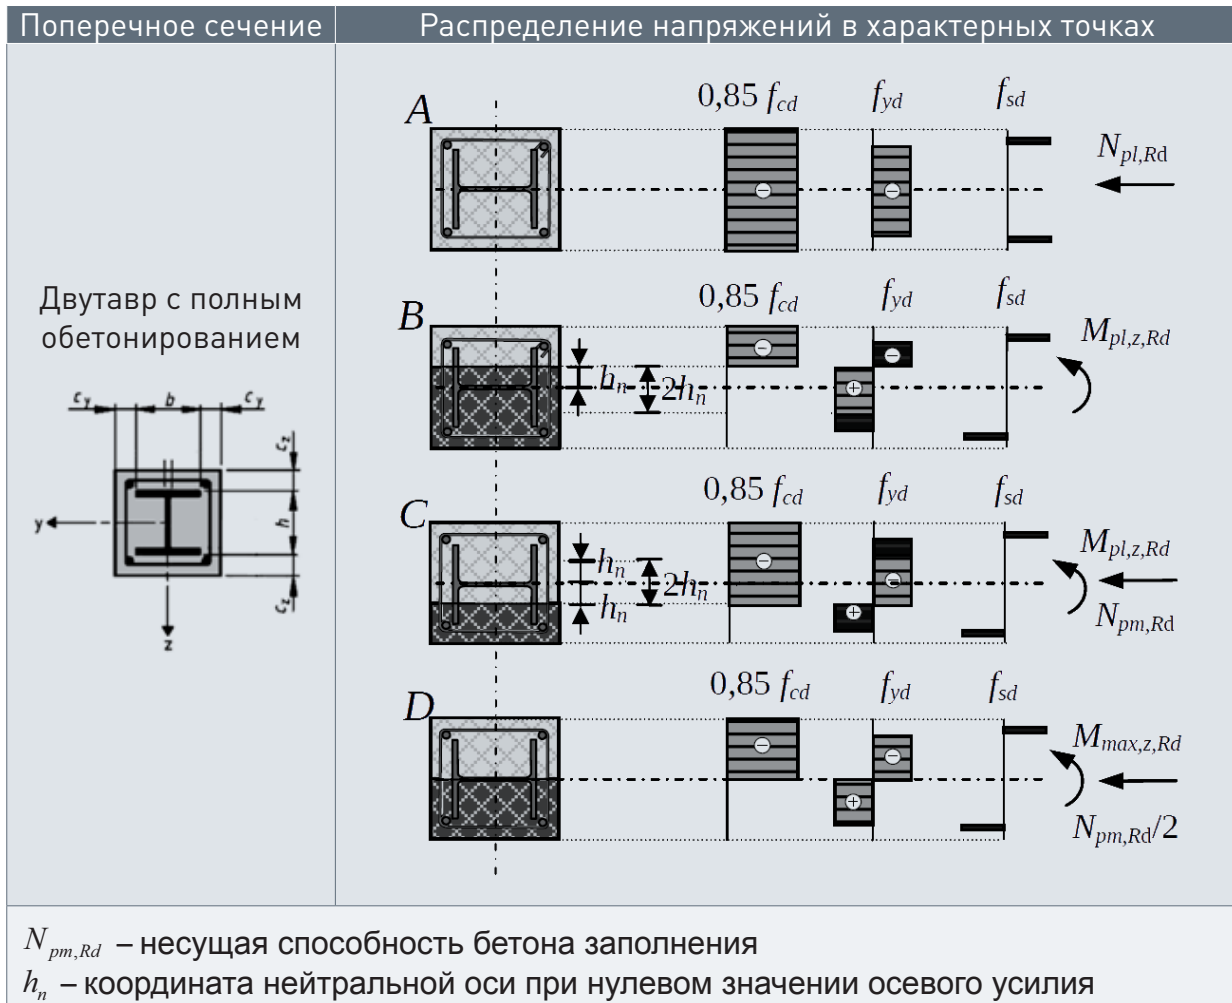 Поперечное сечение
Распределение напряжений в характерных точках
Двутавр с полным
обетонированием
c_y b c_y
c_z
h
c_z
y
z
A
0,85 f_cd f_yd f_sd
N_pl,Rd
B
0,85 f_cd f_yd f_sd
h_n 2h_n
M_pl,z,Rd
C
0,85 f_cd f_yd f_sd
h_n
2h_n
h_n
M_pl,z,Rd
N_pm,Rd
D
0,85 f_cd f_yd f_sd
M_max,z,Rd
N_pm,Rd/2
N_pm,Rd – несущая способность бетона заполнения
h_n – координата нейтральной оси при нулевом значении осевого усилия